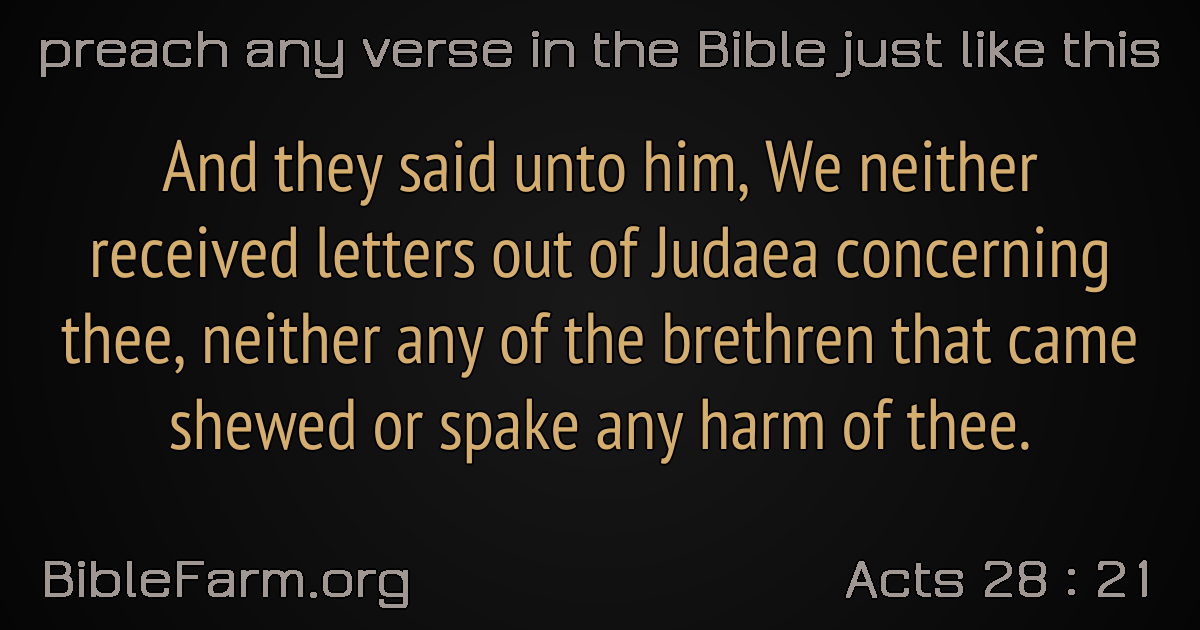 preach any verse in the Bible just like this
And they said unto him, We neither
received letters out of Judaea concerning
thee, neither any of the brethren that came
shewed or spake any harm of thee.
BibleFarm.org
Acts 28 : 21